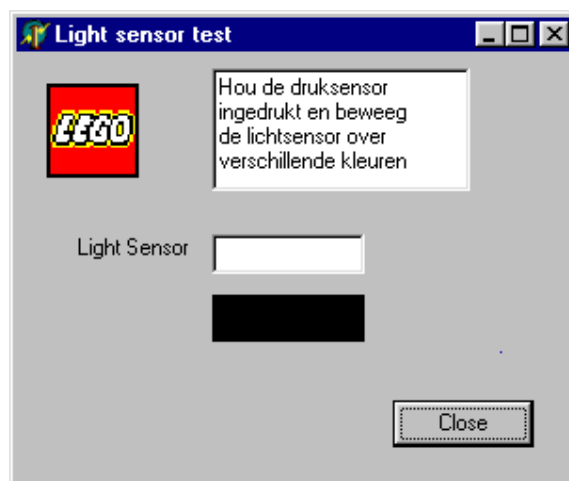 Light sensor test
LEGO
Hou de druksensor
ingedrukt en beweeg
de lichtsensor over
verschillende kleuren
Light Sensor
Close